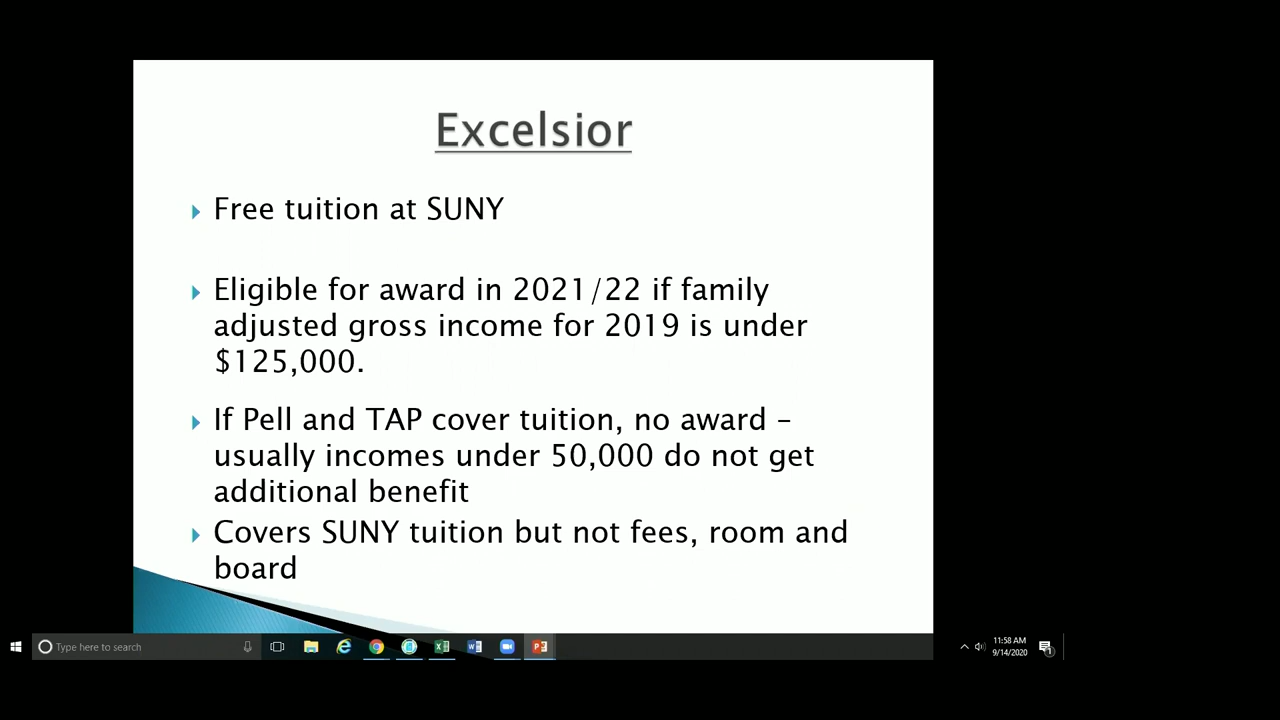 Excelsior
Free tuition at SUNY
Eligible for award in 2021/22 if family
adjusted gross income for 2019 is under
$125,000.
If Pell and TAP cover tuition, no award –
usually incomes under 50,000 do not get
additional benefit
Covers SUNY tuition but not fees, room and
board
Type here to search
11:58 AM
9/14/2020